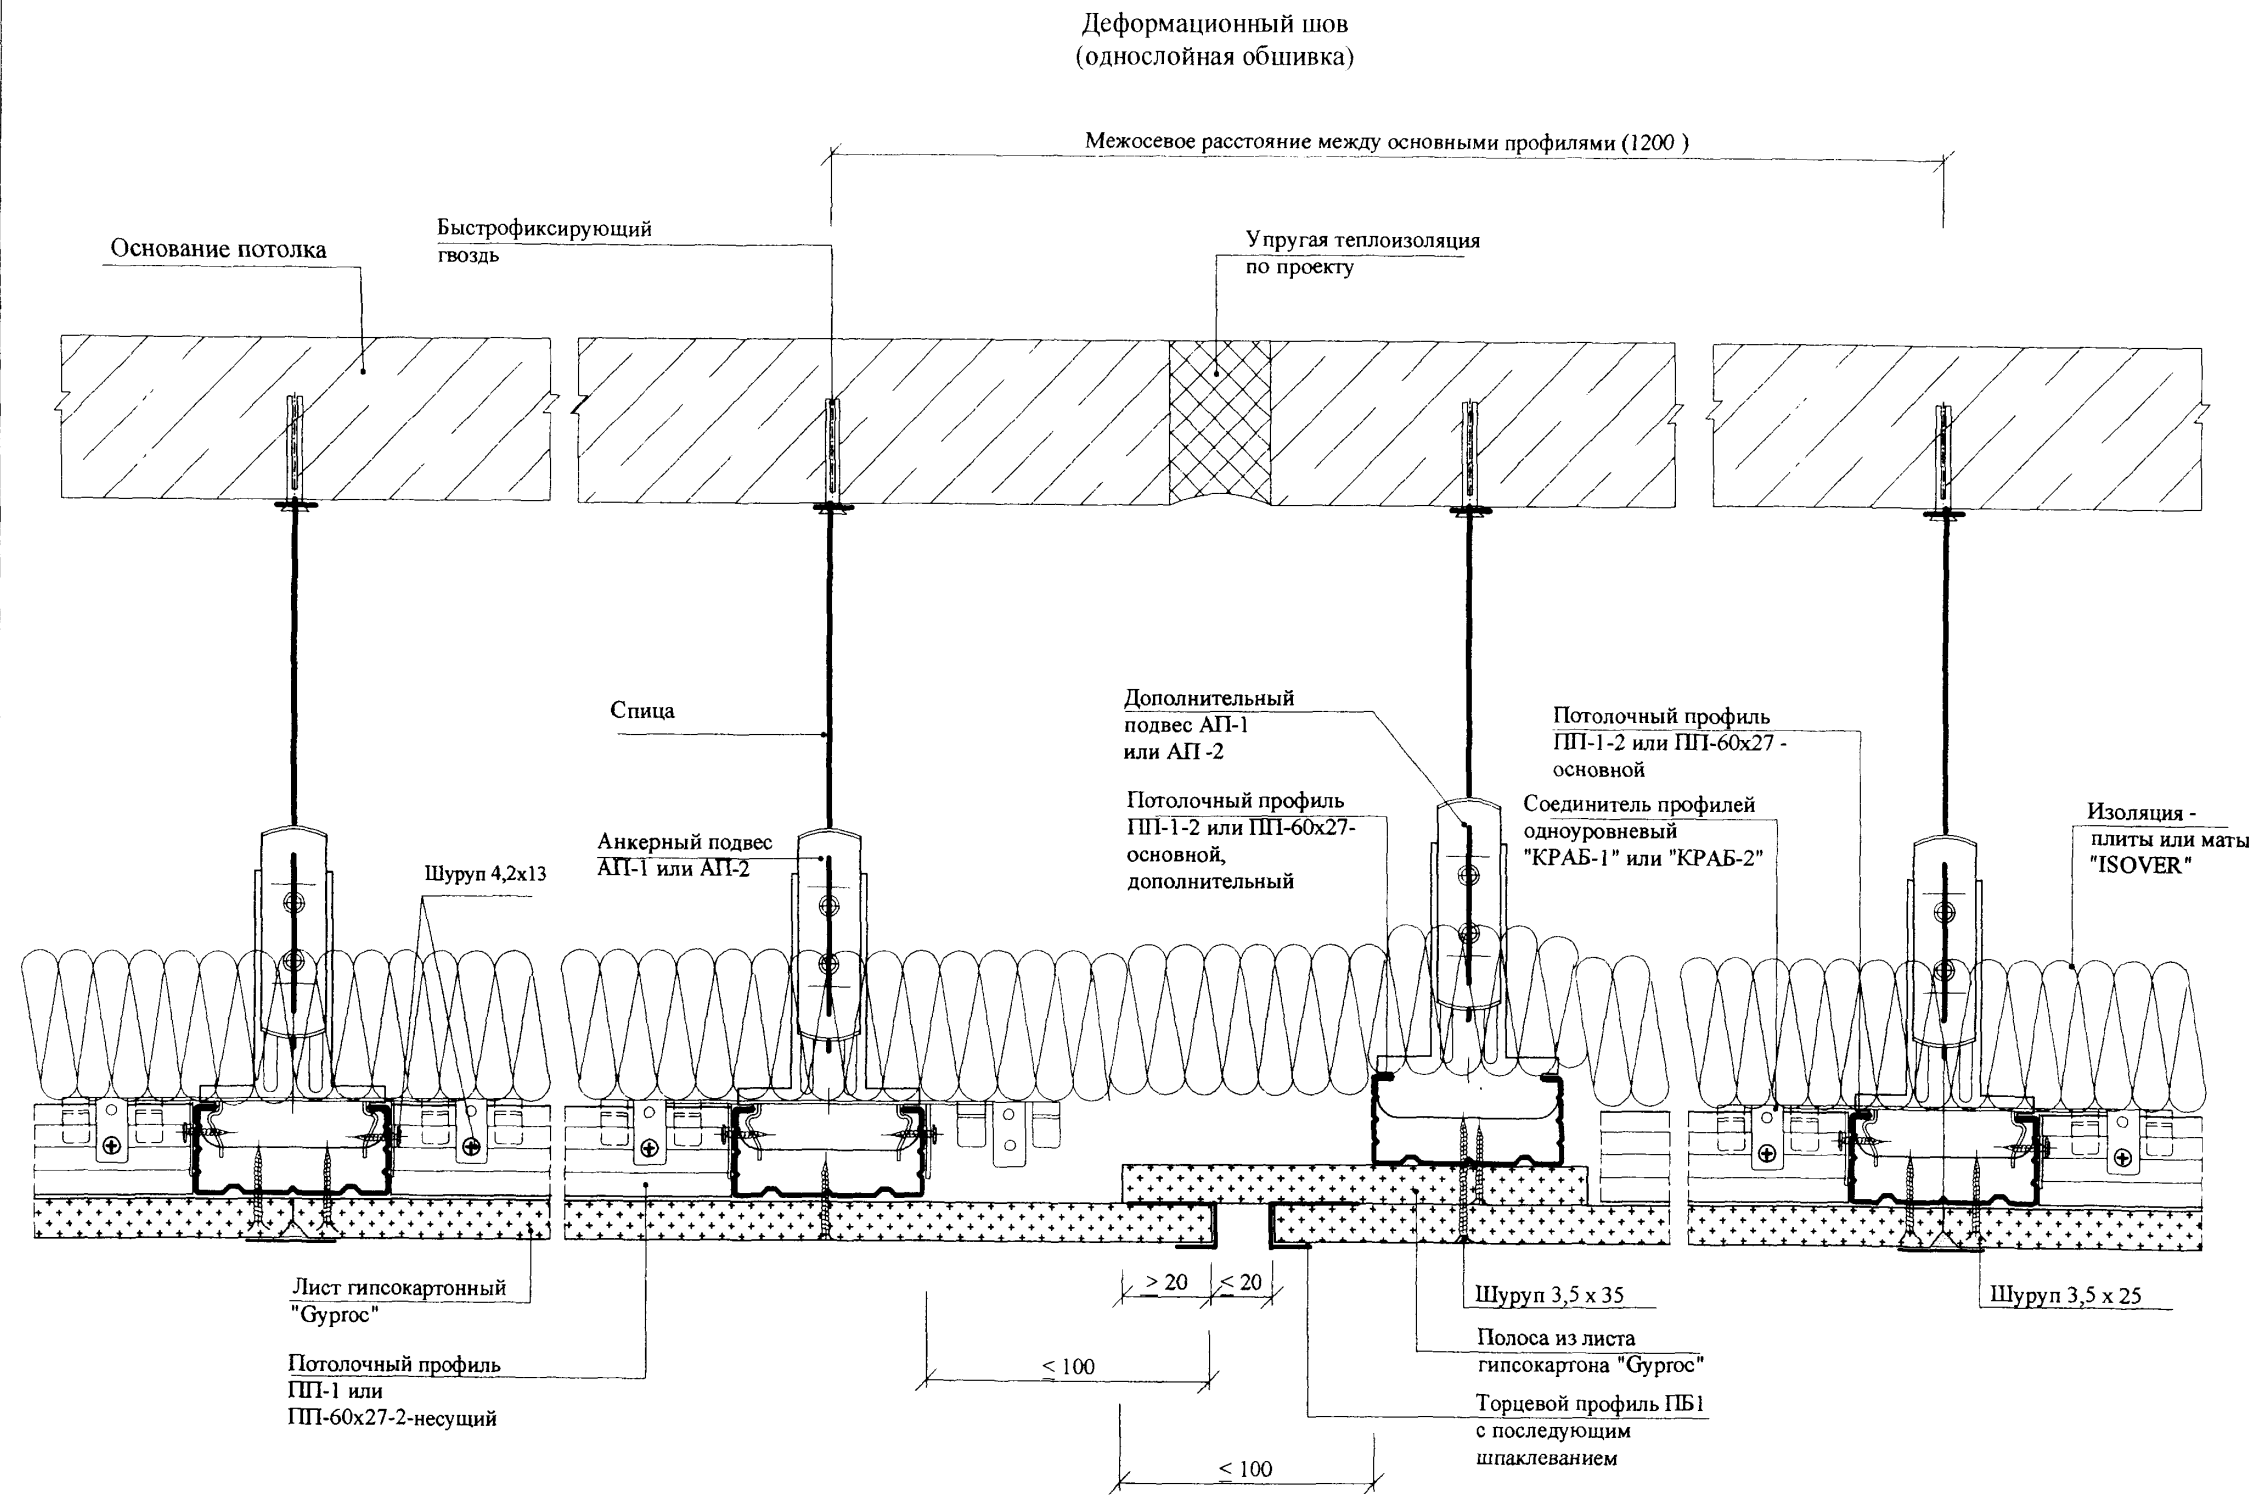 Деформационный шов
(однослойная обшивка)
Межосевое расстояние между основными профилями (1200 )
Основание потолка
Быстрофиксирующий
гвоздь
Упругая теплоизоляция
по проекту
Спица
Дополнительный
подвес АП-1
или АП -2
Потолочный профиль
ПП-1-2 или ПП-60х27 -
основной
Потолочный профиль
ПП-1-2 или ПП-60х27-
основной,
дополнительный
Соединитель профилей
одноуровневый
"КРАБ-1" или "КРАБ-2"
Изоляция -
плиты или маты
"ISOVER"
Анкерный подвес
АП-1 или АП-2
Шуруп 4,2х13
Лист гипсокартонный
"Gyproc"
Потолочный профиль
ПП-1 или
ПП-60х27-2-несущий
≥ 20
≤ 20
≤ 100
≤ 100
Шуруп 3,5 х 35
Шуруп 3,5 х 25
Полоса из листа
гипсокартона "Gyproc"
Торцевой профиль ПБ1
с последующим
шпаклеванием